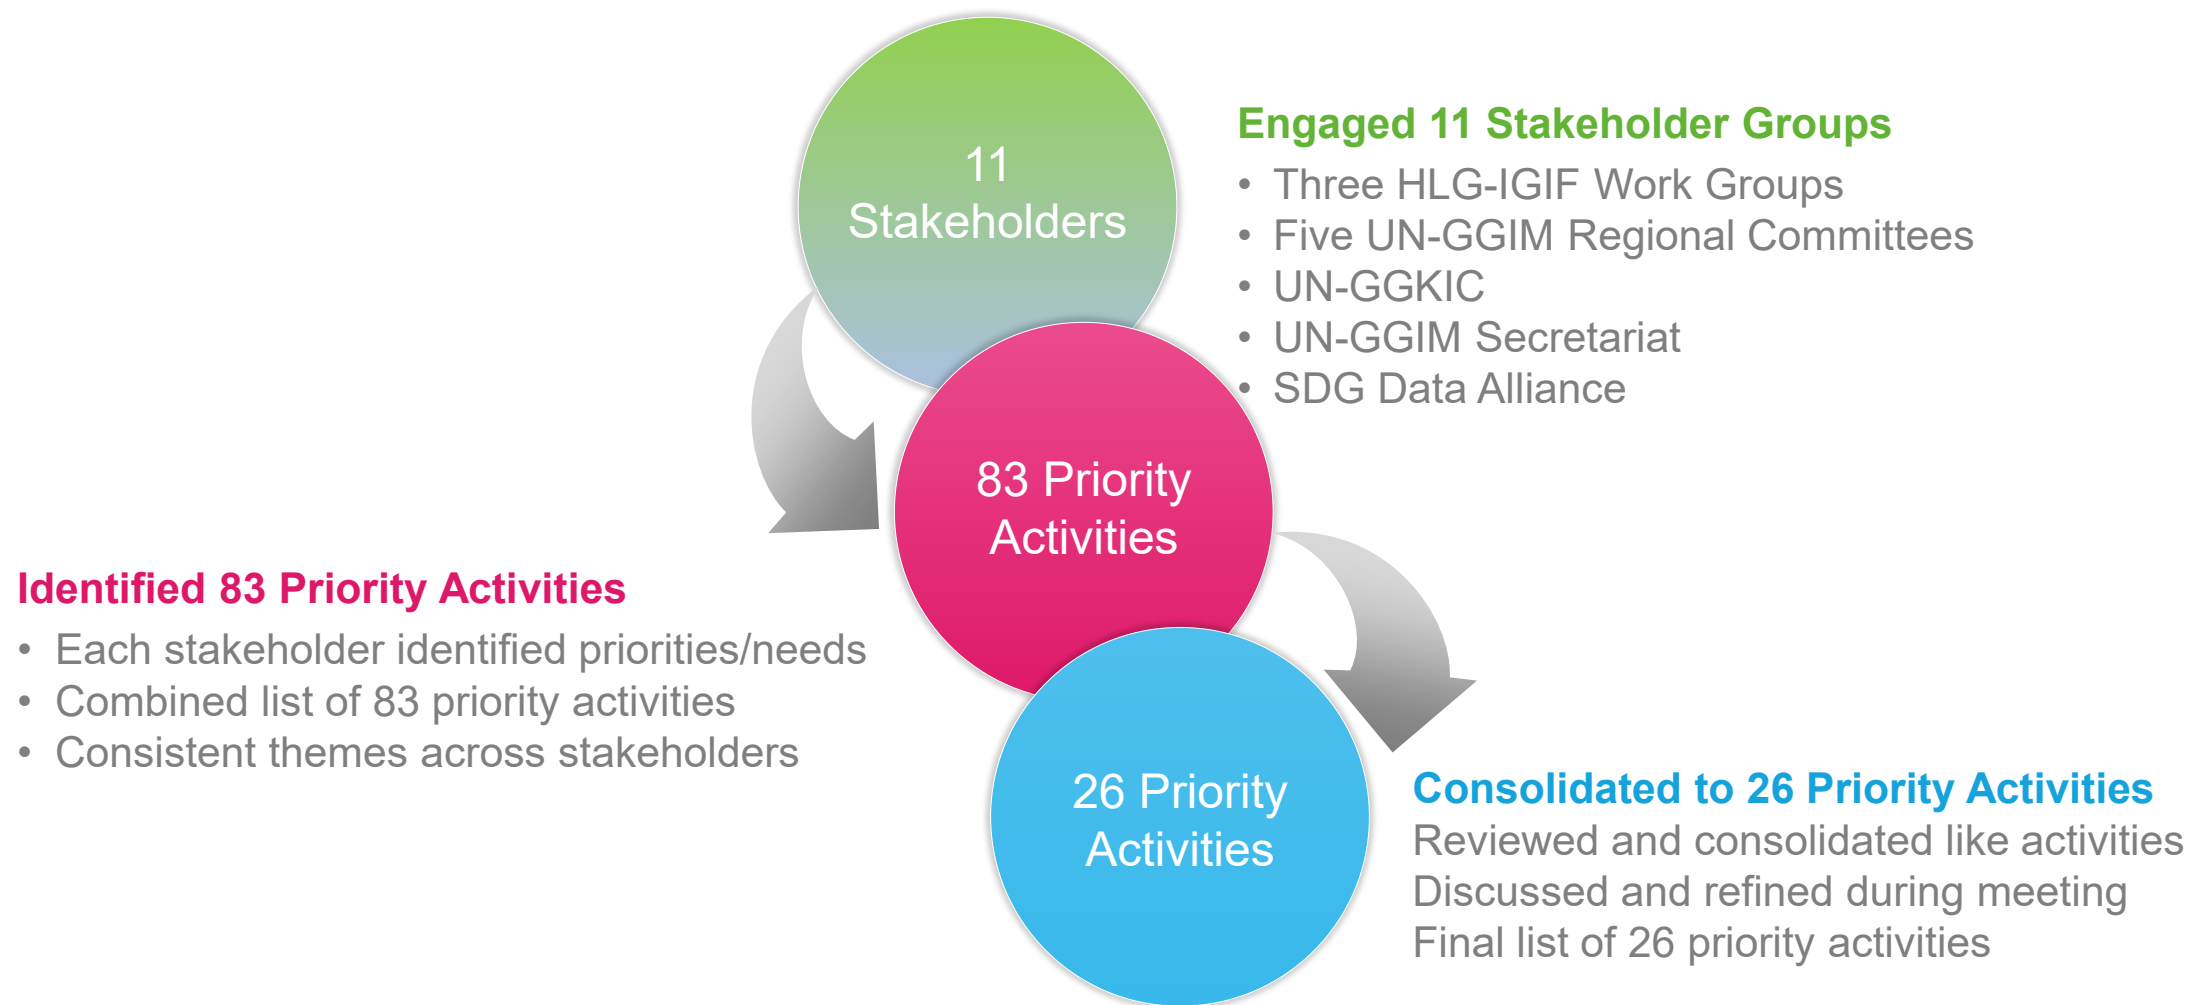 11
Stakeholders
Engaged 11 Stakeholder Groups
• Three HLG-IGIF Work Groups
• Five UN-GGIM Regional Committees
• UN-GGKIC
• UN-GGIM Secretariat
• SDG Data Alliance
83 Priority
Activities
Identified 83 Priority Activities
• Each stakeholder identified priorities/needs
• Combined list of 83 priority activities
• Consistent themes across stakeholders
26 Priority
Activities
Consolidated to 26 Priority Activities
Reviewed and consolidated like activities
Discussed and refined during meeting
Final list of 26 priority activities